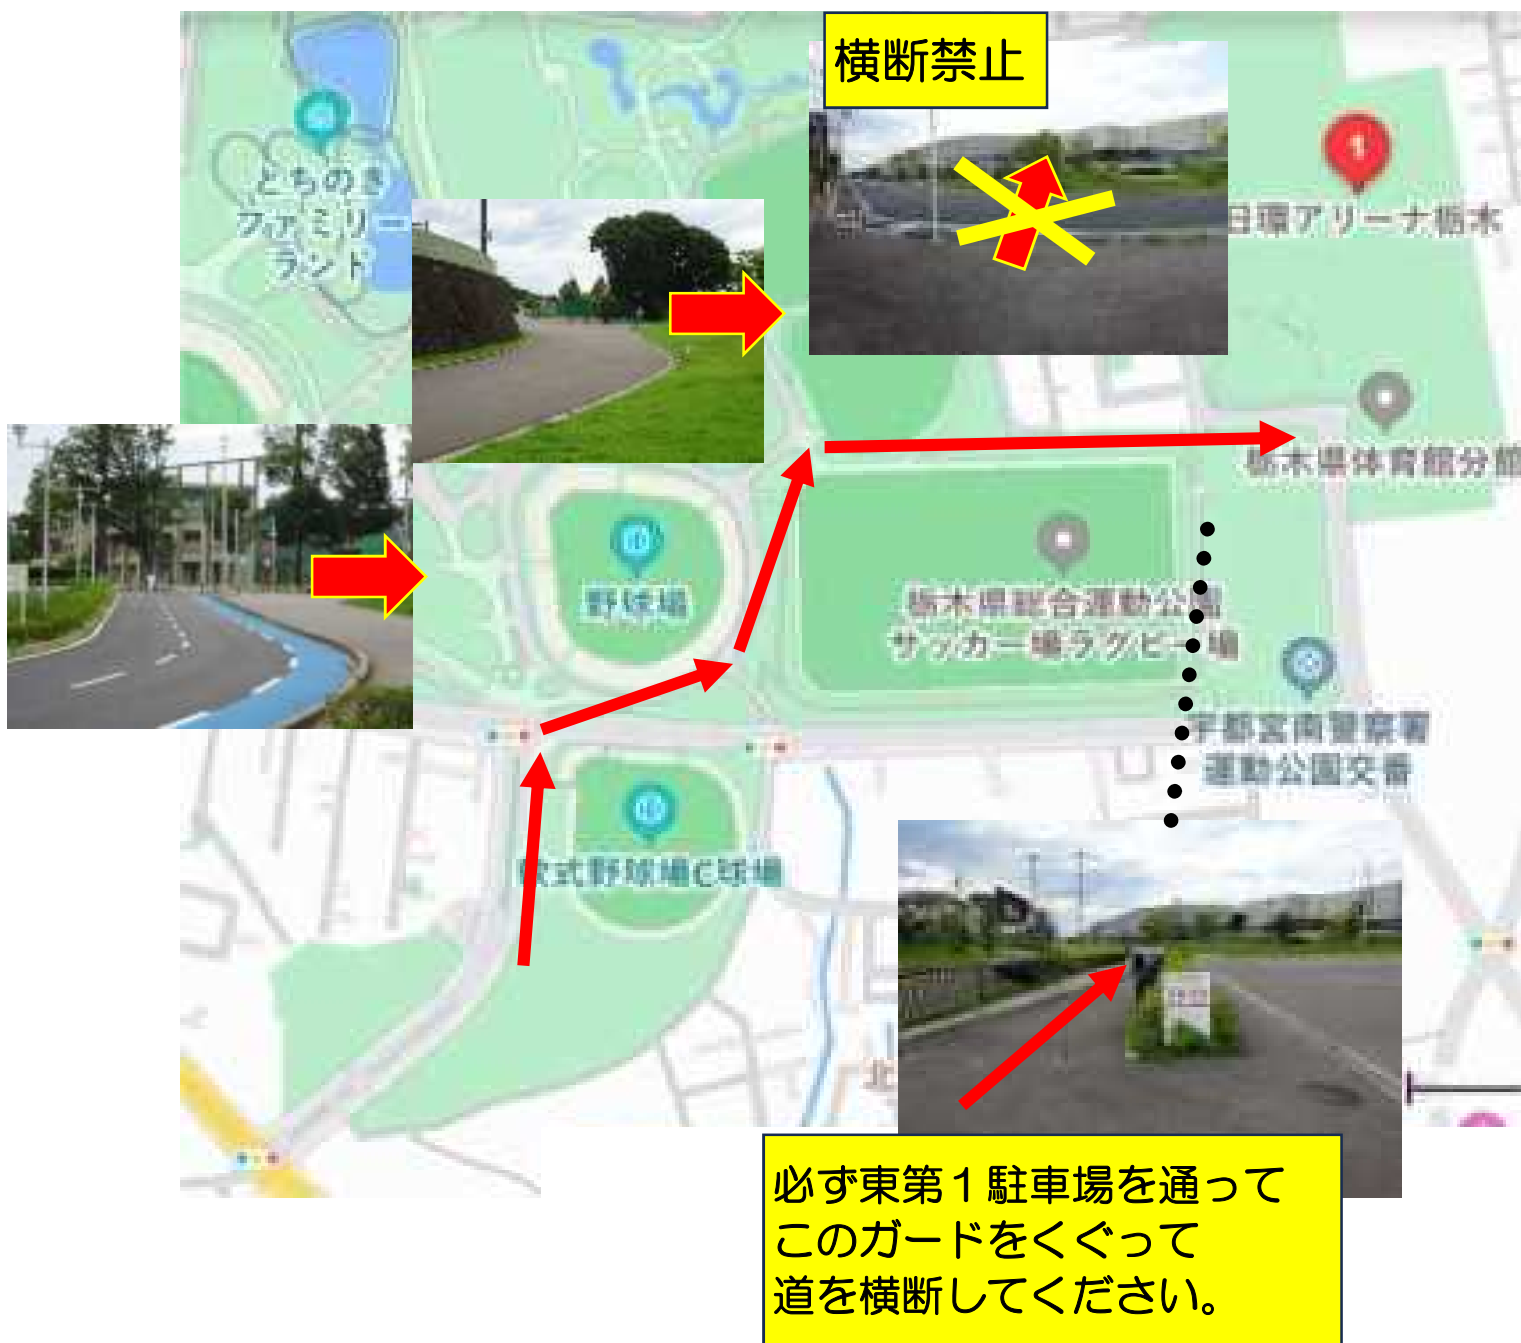 横断禁止
とちのき
ファミリー
ランド
日環アリーナ栃木
栃木県体育館分館
野球場
栃木県総合運動公園
サッカー場ラグビー場
宇都宮南警察署
運動公園交番
軟式野球場C球場
北
必ず東第１駐車場を通って
このガードをくぐって
道を横断してください。